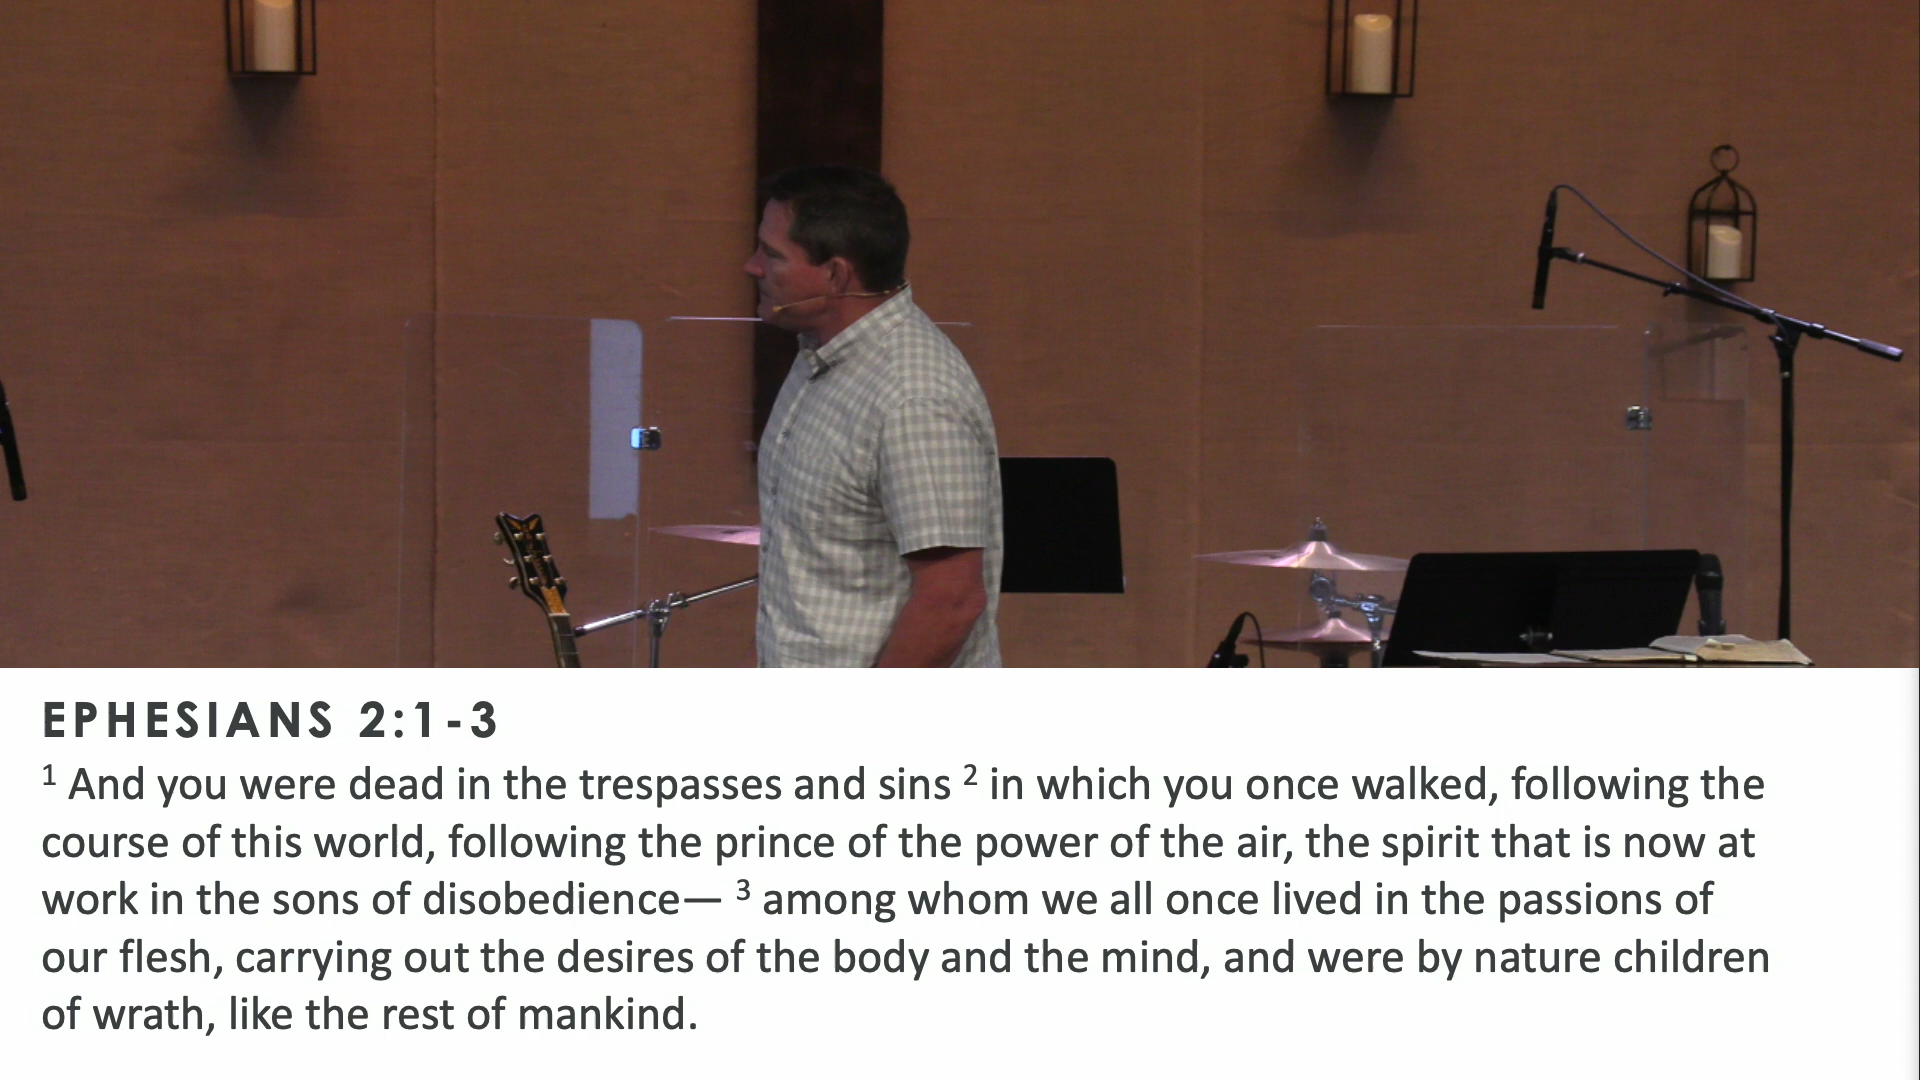 EPHESIANS 2:1-3
¹ And you were dead in the trespasses and sins ² in which you once walked, following the
course of this world, following the prince of the power of the air, the spirit that is now at
work in the sons of disobedience— ³ among whom we all once lived in the passions of
our flesh, carrying out the desires of the body and the mind, and were by nature children
of wrath, like the rest of mankind.